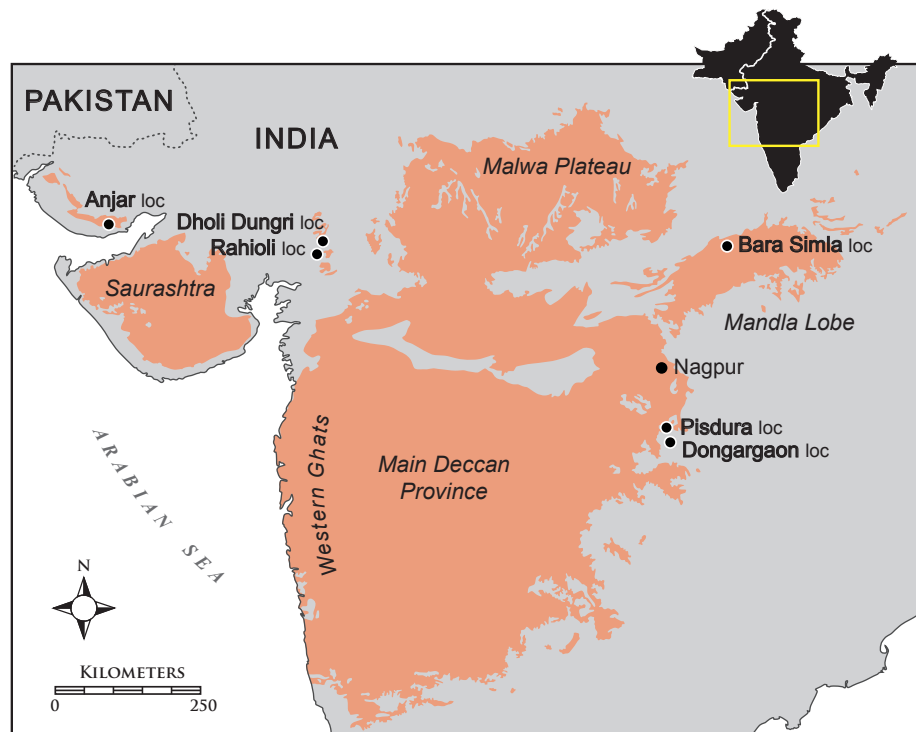 PAKISTAN
INDIA
Malwa Plateau
Anjar loc
Dholi Dungri loc
Rahioli loc
Bara Simla loc
Saurashtra
Mandla Lobe
Nagpur
Pisdura loc
Dongargaon loc
Western Ghats
Main Deccan
Province
ARABIAN SEA
N
KILOMETERS
0 250